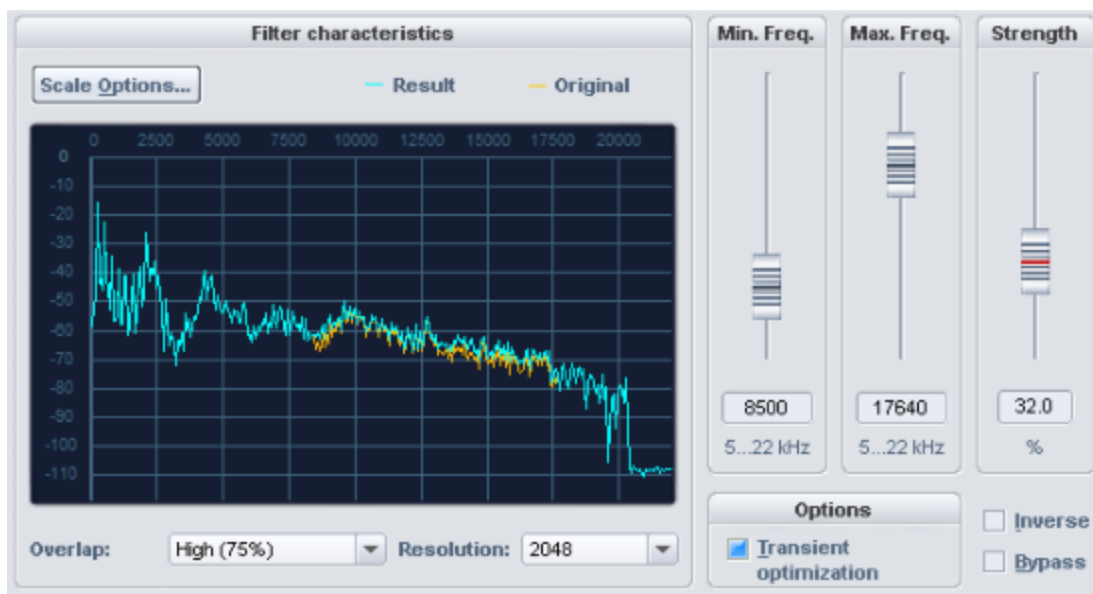 Filter characteristics
Scale Options...
Result
Original
0 2500 5000 7500 10000 12500 15000 17500 20000
0
-10
-20
-30
-40
-50
-60
-70
-80
-90
-100
-110
Overlap: High (75%) Resolution: 2048
Min. Freq.
8500
5...22 kHz
Max. Freq.
17640
5...22 kHz
Strength
32.0
%
Options
Transient
optimization
Inverse
Bypass